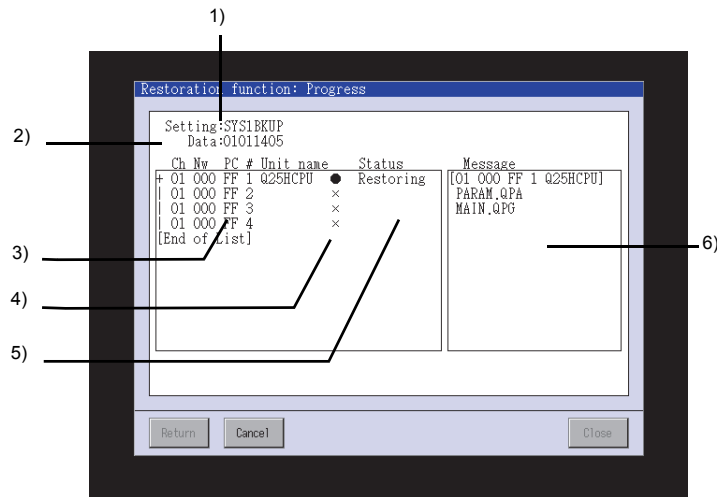 1)
Restoration function: Progress
Setting:SYS1BKUP
2)
Data:01011405
Ch Nw PC # Unit name Status Message
+ 01 000 FF 1 Q25HCPU ● Restoring [01 000 FF 1 Q25HCPU]
| 01 000 FF 2 × PARAM.QPA
| 01 000 FF 3 × MAIN.QPG
| 01 000 FF 4 ×
[End of List]
6)
3)
4)
5)
Return Cancel Close